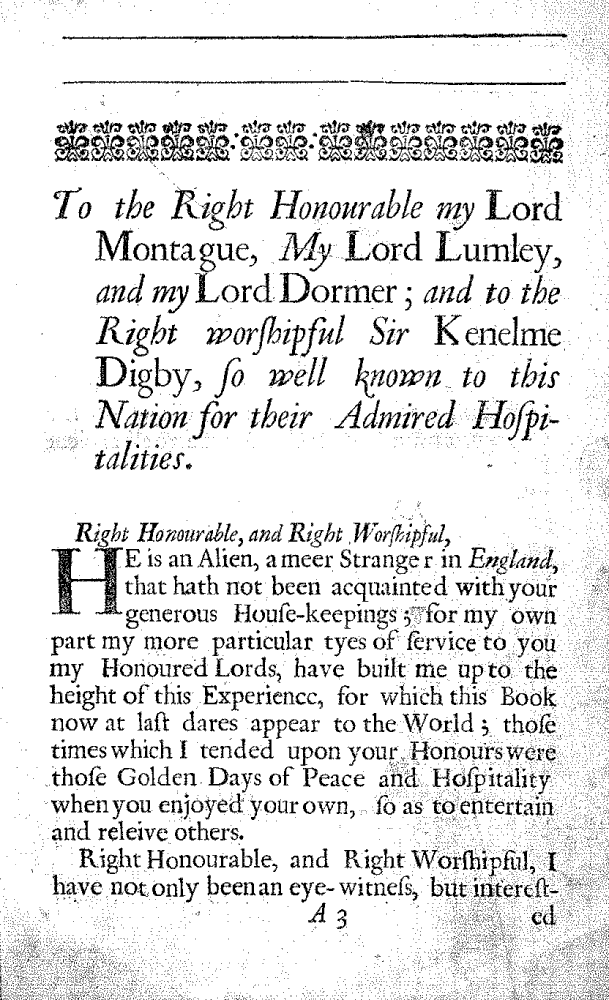 To the Right Honourable my Lord
Montague, My Lord Lumley,
and my Lord Dormer; and to the
Right worſhipful Sir Kenelme
Digby, ſo well known to this
Nation for their Admired Hoſpi-
talities.
Right Honourable, and Right Worſhipful,
HE is an Alien, a meer Stranger in England,
that hath not been acquainted with your
generous Houſe-keepings; for my own
part my more particular tyes of ſervice to you
my Honoured Lords, have built me up to the
height of this Experience, for which this Book
now at laſt dares appear to the World; thoſe
times which I tended upon your Honours were
thoſe Golden Days of Peace and Hoſpitality
when you enjoyed your own, ſo as to entertain
and releive others.
Right Honourable, and Right Worſhipful, I
have not only been an eye-witneſs, but intereſt-
A 3 ed